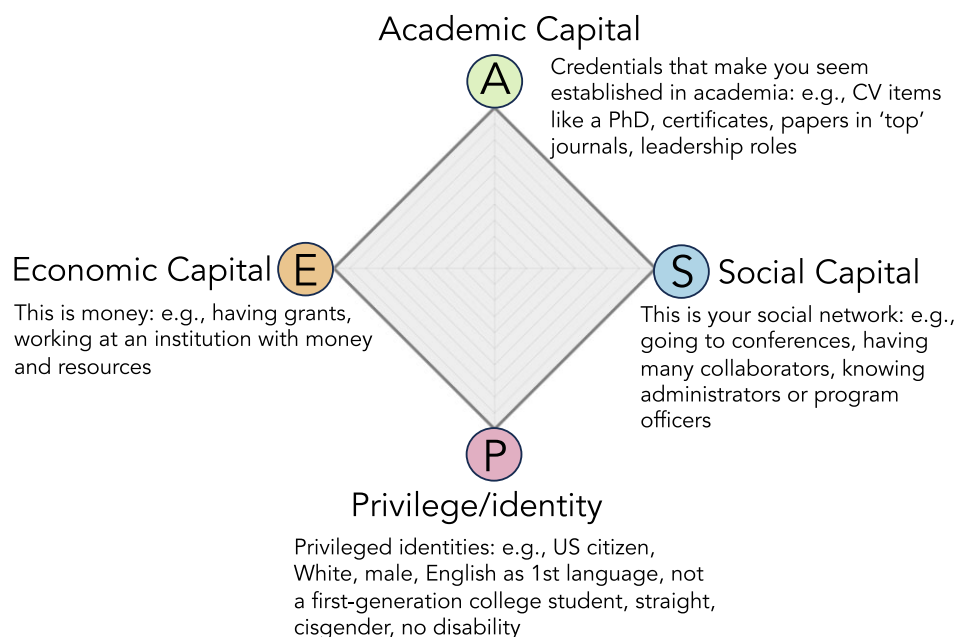 Academic Capital
A
Credentials that make you seem
established in academia: e.g., CV items
like a PhD, certificates, papers in ‘top’
journals, leadership roles
Economic Capital
E
This is money: e.g., having grants,
working at an institution with money
and resources
S
Social Capital
This is your social network: e.g.,
going to conferences, having
many collaborators, knowing
administrators or program
officers
P
Privilege/identity
Privileged identities: e.g., US citizen,
White, male, English as 1st language, not
a first-generation college student, straight,
cisgender, no disability